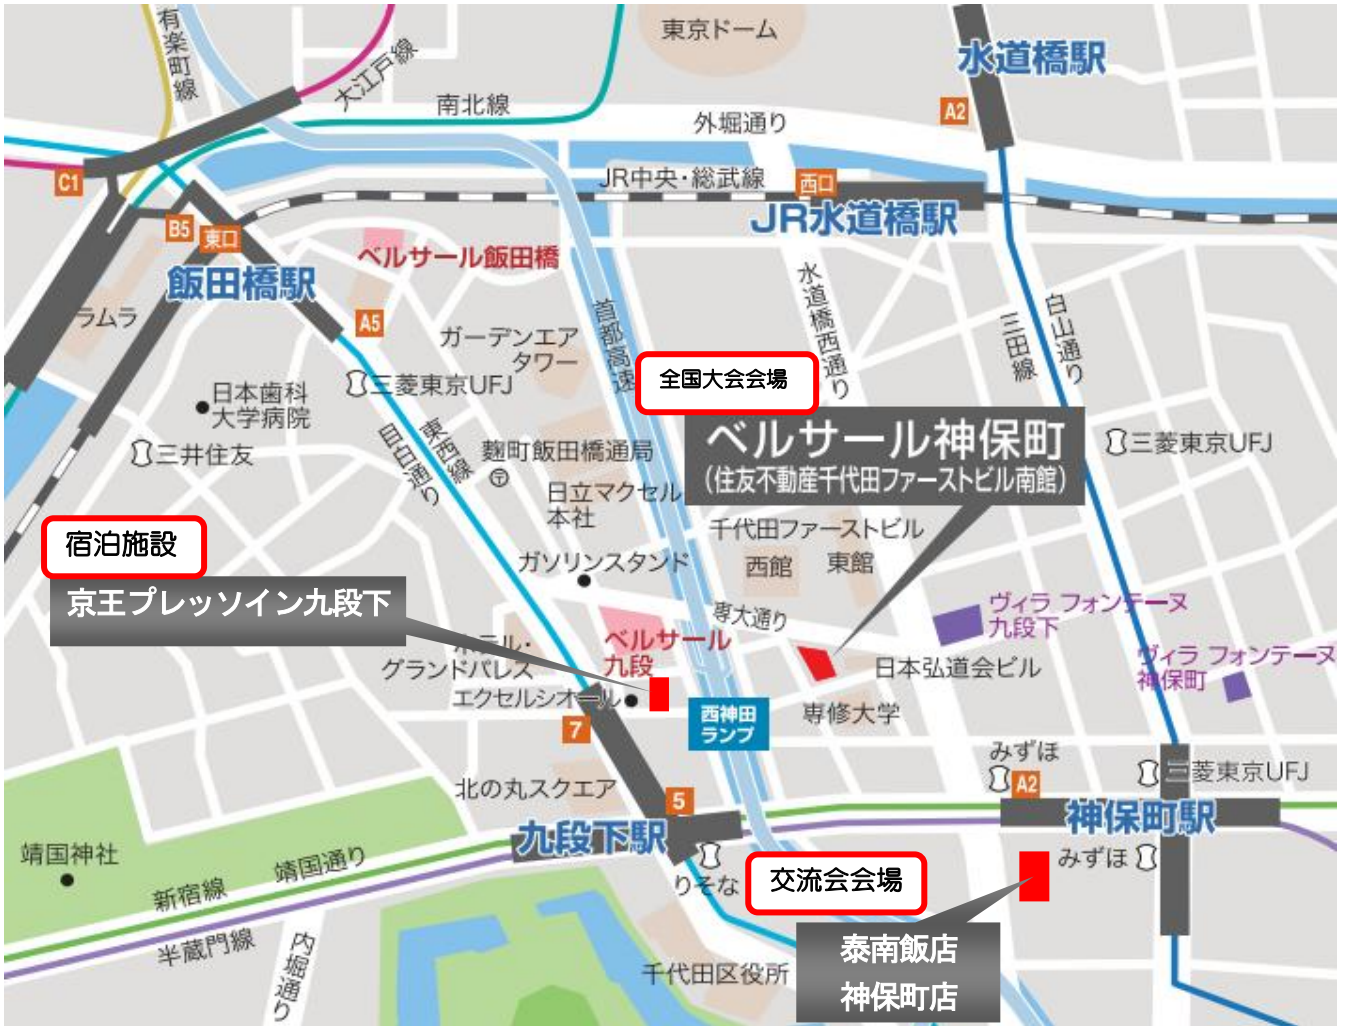 有楽町線
大江戸線
東京ドーム
水道橋駅
南北線
A2
外堀通り
C1
JR中央・総武線
西口
JR水道橋駅
B5
東口
ベルサール飯田橋
飯田橋駅
水道橋西通り
首都高速
白山通り
三田線
ラムラ
A5
ガーデンエア
タワー
全国大会会場
三菱東京UFJ
日本歯科
大学病院
ベルサール神保町
(住友不動産千代田ファーストビル南館)
三菱東京UFJ
三井住友
目白通り
東西線
麴町飯田橋通局
日立マクセル
本社
千代田ファーストビル
西館
東館
宿泊施設
ガソリンスタンド
京王プレッソイン九段下
専大通り
ヴィラ フォンテーヌ
九段下
ベルサール
九段
ホテル・
グランドパレス
日本弘道会ビル
ヴィラ フォンテーヌ
神保町
エクセルシオール
西神田
ランプ
専修大学
7
みずほ
A2
三菱東京UFJ
北の丸スクエア
5
九段下駅
神保町駅
靖国神社
靖国通り
みずほ
りそな
交流会会場
新宿線
半蔵門線
内堀通り
千代田区役所
泰南飯店
神保町店